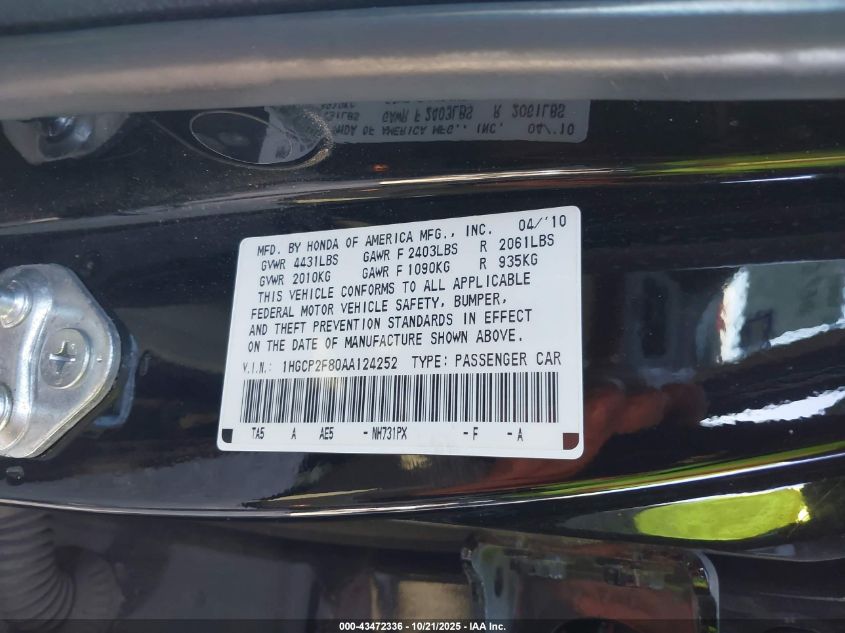 MFD. BY HONDA OF AMERICA MFG., INC. 04/'10
GVWR 4431LBS GAWR F 2403LBS R 2061LBS
GVWR 2010KG GAWR F 1090KG R 935KG
THIS VEHICLE CONFORMS TO ALL APPLICABLE
FEDERAL MOTOR VEHICLE SAFETY, BUMPER,
AND THEFT PREVENTION STANDARDS IN EFFECT
ON THE DATE OF MANUFACTURE SHOWN ABOVE.
V.I.N.: 1HGCP2F80AA124252 TYPE: PASSENGER CAR
TA5 A AE5 - NH731PX - F - A
000-43472336 - 10/21/2025 - IAA Inc.